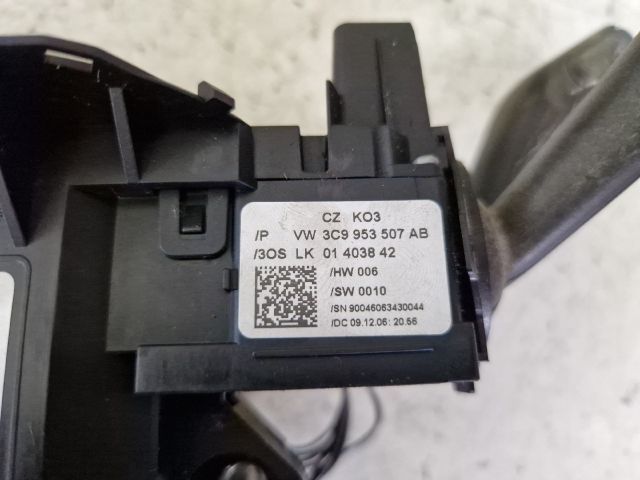 CZ KO3
/P VW 3C9 953 507 AB
/3OS LK 01 4038 42
/HW 006
/SW 0010
/SN 90046063430044
/DC 09.12.06: 20.56